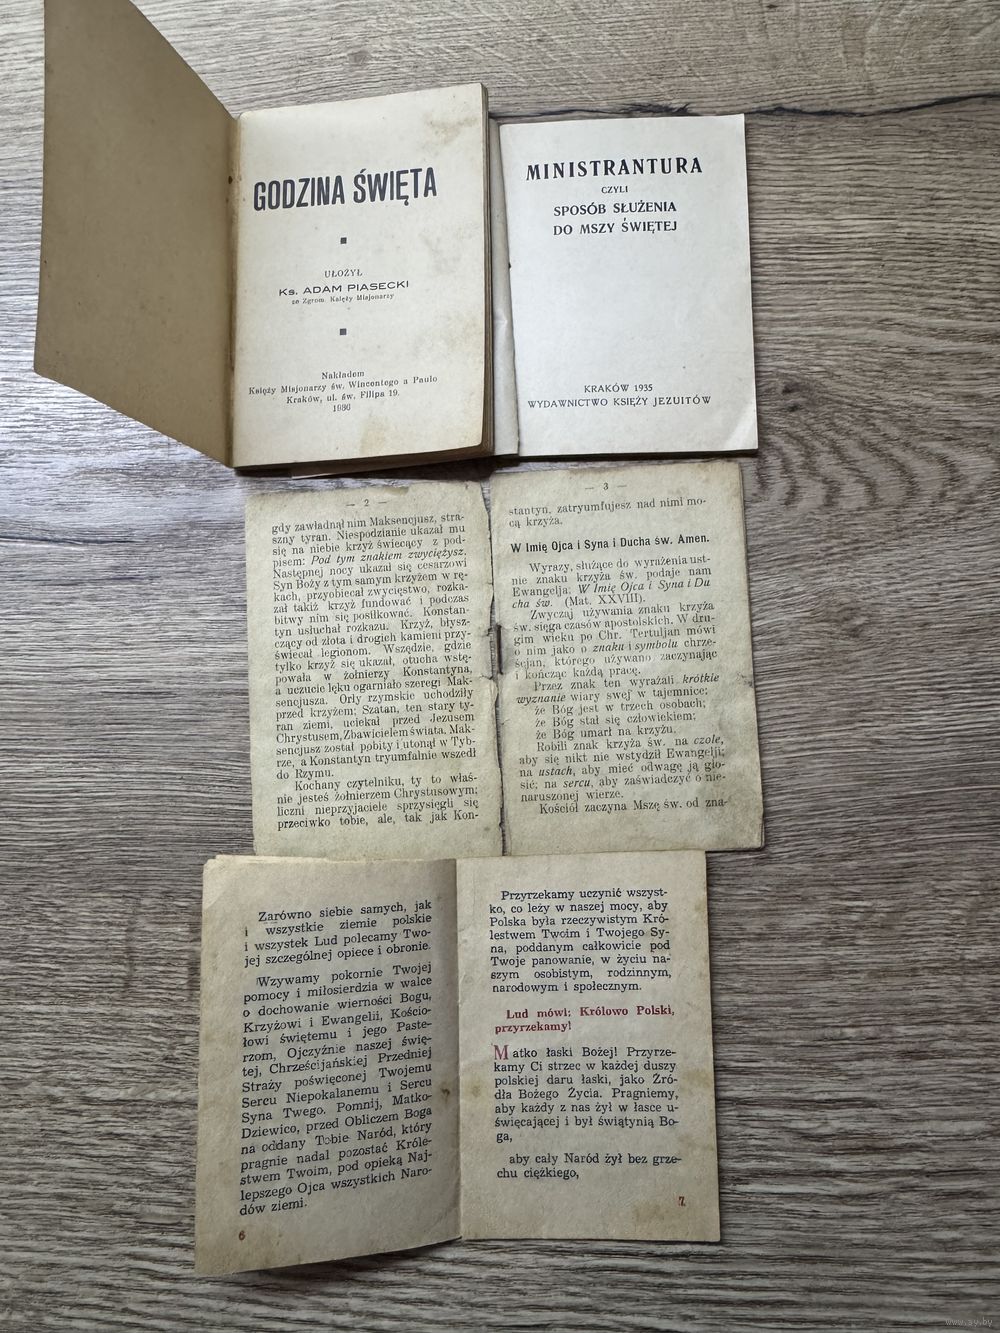 GODZINA ŚWIĘTA
UŁOŻYŁ
Ks. ADAM PIASECKI
ze Zgrom. Księży Misjonarzy
Nakładem
Księży Misjonarzy św. Wincentego a Paulo
Kraków, ul. św. Filipa 19.
1936
MINISTRANTURA
CZYLI
SPOSÓB SŁUŻENIA
DO MSZY ŚWIĘTEJ
KRAKÓW 1935
WYDAWNICTWO KSIĘŻY JEZUITÓW
— 2 —
gdy zawładnął nim Maksencjusz, stra-
szny tyran. Niespodzianie ukazał mu
się na niebie krzyż świecący z pod-
pisem: Pod tym znakiem zwyciężysz.
Następnej nocy ukazał się cesarzowi
Syn Boży z tym samym krzyżem w rę-
kach, przyobiecał zwycięstwo, rozka-
zał takiż krzyż fundować i podczas
bitwy nim się posiłkować. Konstan-
tyn usłuchał rozkazu. Krzyż, błysz-
czący od złota i drogich kamieni przy-
świecał legionom. Wszędzie, gdzie
tylko krzyż się ukazał, otucha wstę-
powała w żołnierzy Konstantyna,
a uczucie lęku ogarniało szeregi Mak-
sencjusza. Orły rzymskie uchodziły
przed krzyżem; Szatan, ten stary ty-
ran ziemi, uciekał przed Jezusem
Chrystusem, Zbawicielem świata. Mak-
sencjusz został pobity i utonął w Tyb-
rze, a Konstantyn tryumfalnie wszedł
do Rzymu.
Kochany czytelniku, ty to właś-
nie jesteś żołnierzem Chrystusowym;
liczni nieprzyjaciele sprzysięgli się
przeciwko tobie, ale, tak jak Kon-
— 3 —
stantyn, zatryumfujesz nad nimi mo-
cą krzyża.
W Imię Ojca i Syna i Ducha św. Amen.
Wyrazy, służące do wyrażenia ust-
nie znaku krzyża św. podaje nam
Ewangelja: W Imię Ojca i Syna i Du
cha św. (Mat. XXVIII).
Zwyczaj używania znaku krzyża
św. sięga czasów apostolskich. W dru-
gim wieku po Chr. Tertuljan mówi
o nim jako o znaku i symbolu chrze-
ścijan, którego używano zaczynając
i kończąc każdą pracę.
Przez znak ten wyrażali krótkie
wyznanie wiary swej w tajemnice:
że Bóg jest w trzech osobach;
że Bóg stał się człowiekiem;
że Bóg umarł na krzyżu.
Robili znak krzyża św. na czole,
aby się nikt nie wstydził Ewangelji;
na ustach, aby mieć odwagę ją gło-
sić; na sercu, aby zaświadczyć o nie-
naruszonej wierze.
Kościół zaczyna Mszę św. od zna-
Zarówno siebie samych, jak
i wszystkie ziemie polskie
i wszystek Lud polecamy Two-
jej szczególnej opiece i obronie.
Wzywamy pokornie Twojej
pomocy i miłosierdzia w walce
o dochowanie wierności Bogu,
Krzyżowi i Ewangelii, Kościo-
łowi świętemu i jego Paste-
rzom, Ojczyźnie naszej świę-
tej, Chrześcijańskiej Przedniej
Straży poświęconej Twojemu
Sercu Niepokalanemu i Sercu
Syna Twego. Pomnij, Matko-
Dziewico, przed Obliczem Boga
na oddany Tobie Naród, który
pragnie nadal pozostać Króle-
stwem Twoim, pod opieką Naj-
lepszego Ojca wszystkich Naro-
dów ziemi.
6
Przyrzekamy uczynić wszyst-
ko, co leży w naszej mocy, aby
Polska była rzeczywistym Kró-
lestwem Twoim i Twojego Sy-
na, poddanym całkowicie pod
Twoje panowanie, w życiu na-
szym osobistym, rodzinnym,
narodowym i społecznym.
Lud mówi: Królowo Polski,
przyrzekamy!
Matko łaski Bożej! Przyrze-
kamy Ci strzec w każdej duszy
polskiej daru łaski, jako Źró-
dła Bożego Życia. Pragniemy,
aby każdy z nas żył w łasce u-
święcającej i był świątynią Bo-
ga,
aby cały Naród żył bez grze-
chu ciężkiego,
7
www.ay.by